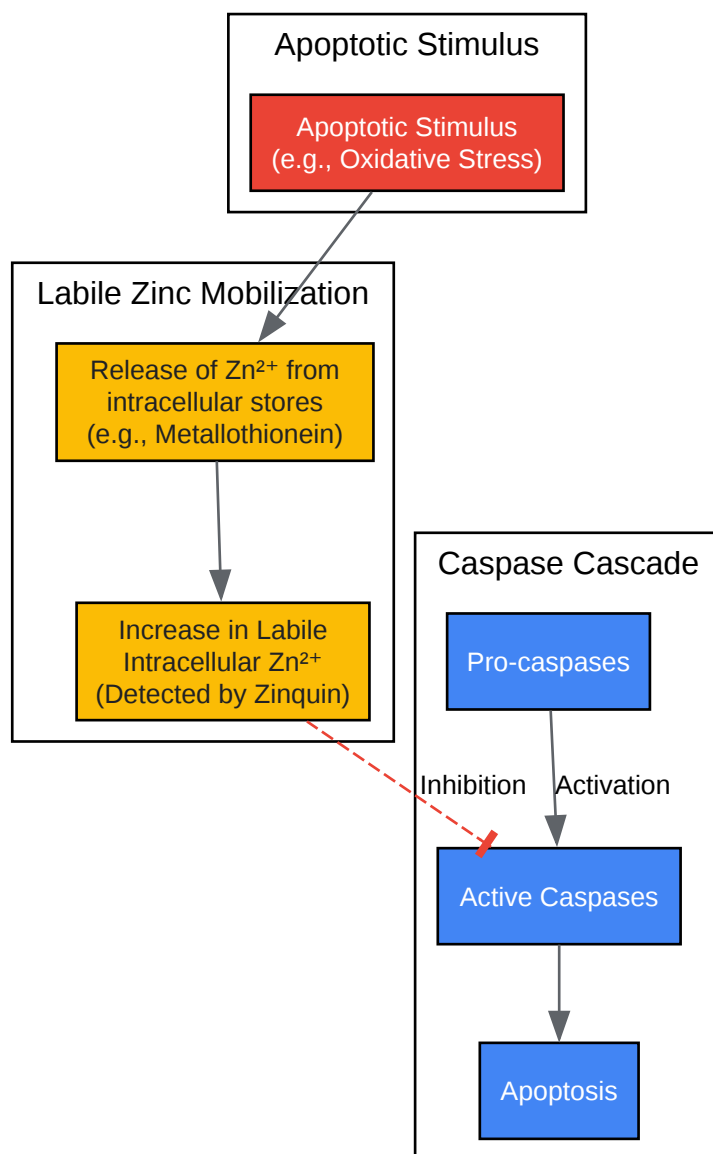 Apoptotic Stimulus
Apoptotic Stimulus
(e.g., Oxidative Stress)
Labile Zinc Mobilization
Release of Zn²⁺ from
intracellular stores
(e.g., Metallothionein)
Increase in Labile
Intracellular Zn²⁺
(Detected by Zinquin)
Caspase Cascade
Pro-caspases
Inhibition
Activation
Active Caspases
Apoptosis